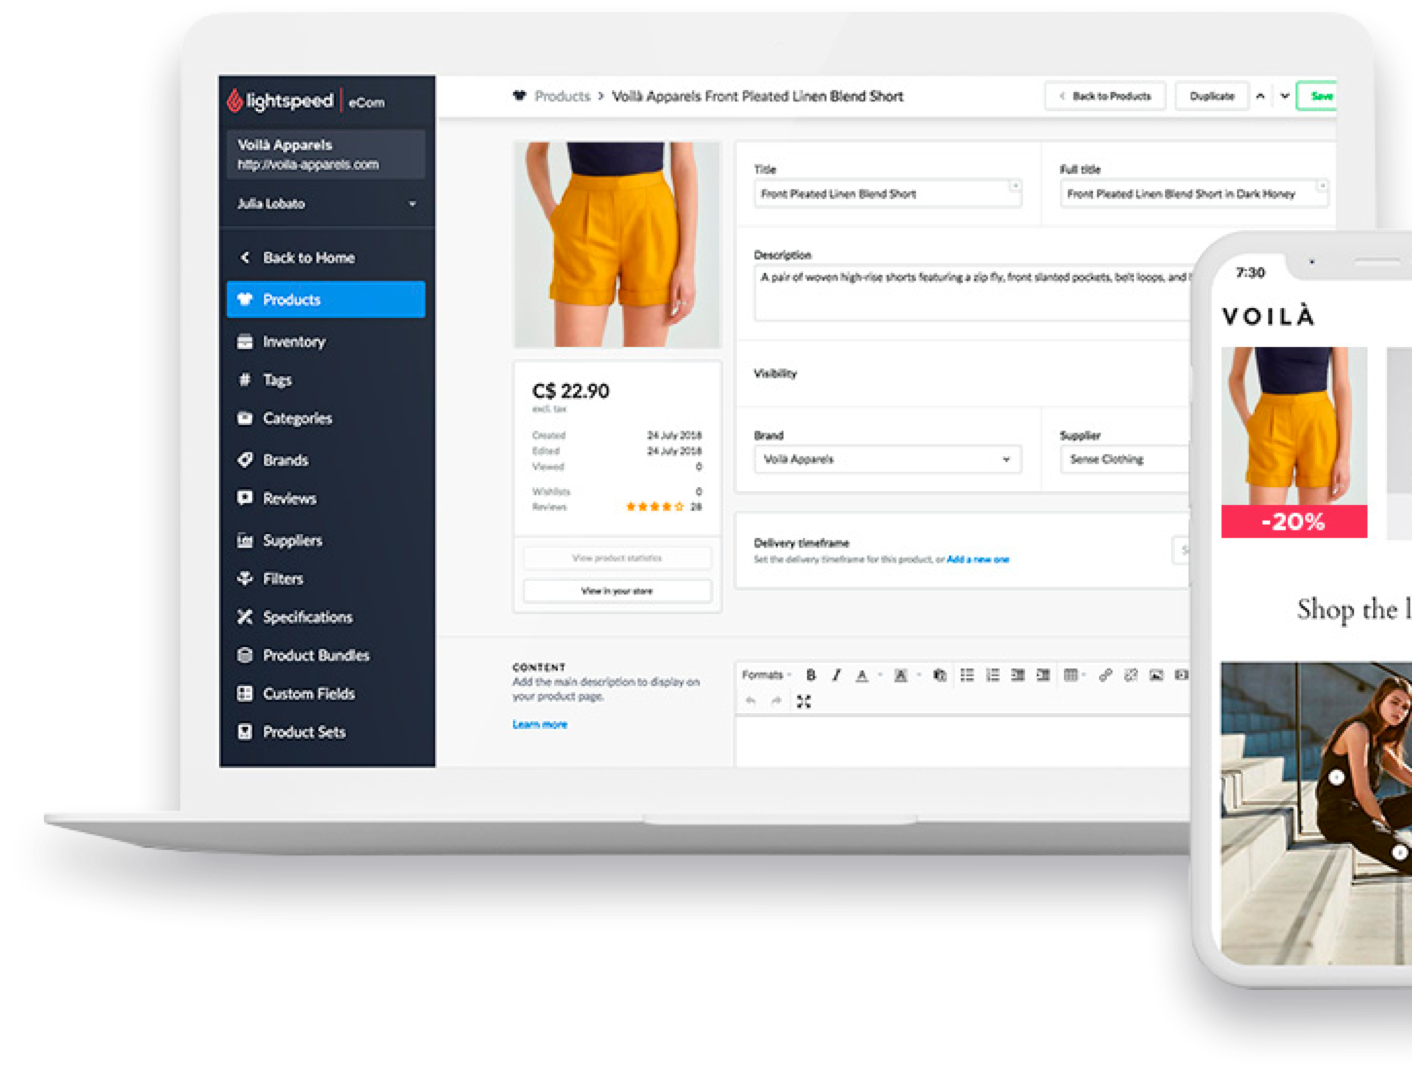 lightspeed eCom
Voilà Apparels
http://voila-apparels.com
Julia Lobato
Back to Home
Products
Inventory
Tags
Categories
Brands
Reviews
Suppliers
Filters
Specifications
Product Bundles
Custom Fields
Product Sets
Products > Voilà Apparels Front Pleated Linen Blend Short
Back to Products
Duplicate
Save
C$ 22.90
excl. tax
Created 24 July 2018
Edited 24 July 2018
Viewed 0
Wishlists 0
Reviews 28
View product statistics
View in your store
Title
Front Pleated Linen Blend Short
Full title
Front Pleated Linen Blend Short in Dark Honey
Description
A pair of woven high-rise shorts featuring a zip fly, front slanted pockets, belt loops, and
Visibility
Brand
Voilà Apparels
Supplier
Sense Clothing
Delivery timeframe
Set the delivery timeframe for this product, or Add a new one
CONTENT
Add the main description to display on
your product page.
Learn more
Formats
B I A A
7:30
VOILÀ
-20%
Shop the l